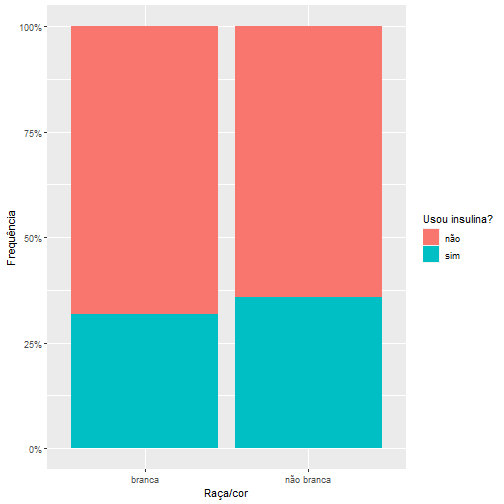 100%
75%
50%
25%
0%
Frequência
branca
não branca
Raça/cor
Usou insulina?
não
sim